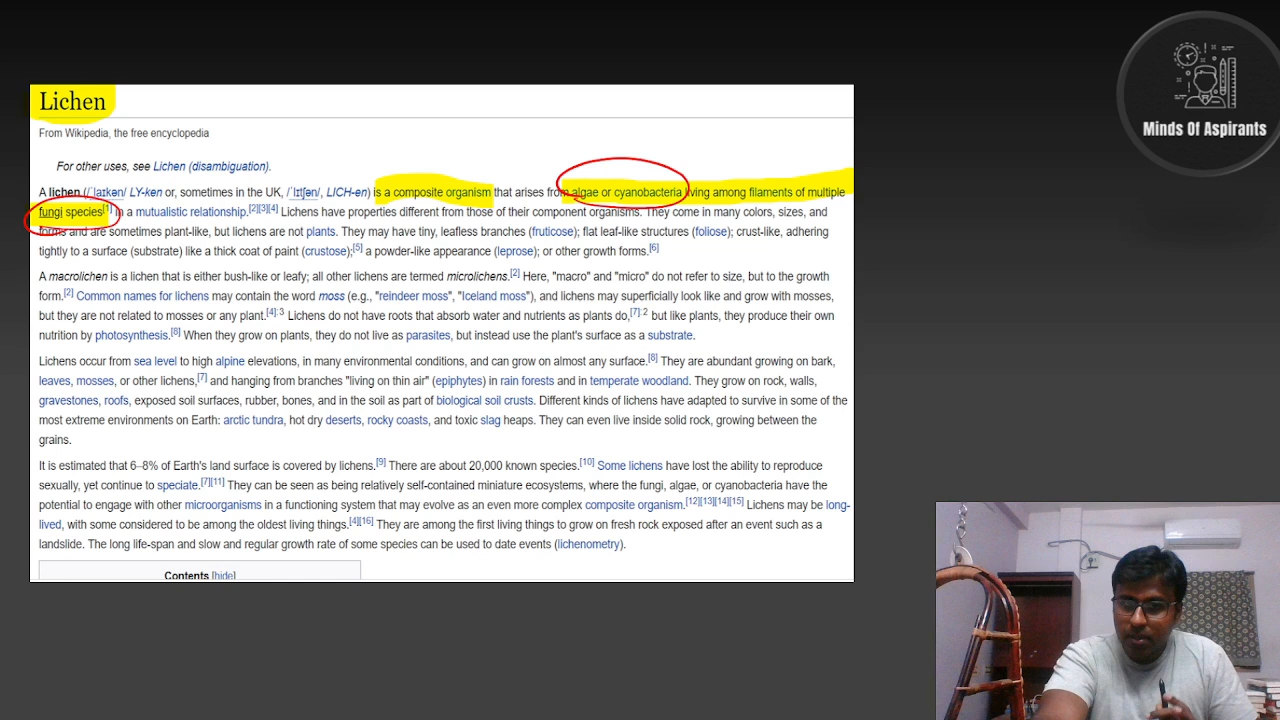 Minds Of Aspirants
Lichen
From Wikipedia, the free encyclopedia
For other uses, see Lichen (disambiguation).
A lichen (/ˈlaɪkən/ LY-ken or, sometimes in the UK, /ˈlɪtʃən/, LICH-en) is a composite organism that arises from algae or cyanobacteria living among filaments of multiple
fungi species[1] in a mutualistic relationship.[2][3][4] Lichens have properties different from those of their component organisms. They come in many colors, sizes, and
forms and are sometimes plant-like, but lichens are not plants. They may have tiny, leafless branches (fruticose); flat leaf-like structures (foliose); crust-like, adhering
tightly to a surface (substrate) like a thick coat of paint (crustose);[5] a powder-like appearance (leprose); or other growth forms.[6]
A macrolichen is a lichen that is either bush-like or leafy; all other lichens are termed microlichens.[2] Here, "macro" and "micro" do not refer to size, but to the growth
form.[2] Common names for lichens may contain the word moss (e.g., "reindeer moss", "Iceland moss"), and lichens may superficially look like and grow with mosses,
but they are not related to mosses or any plant.[4]:3 Lichens do not have roots that absorb water and nutrients as plants do,[7]:2 but like plants, they produce their own
nutrition by photosynthesis.[8] When they grow on plants, they do not live as parasites, but instead use the plant's surface as a substrate.
Lichens occur from sea level to high alpine elevations, in many environmental conditions, and can grow on almost any surface.[8] They are abundant growing on bark,
leaves, mosses, or other lichens,[7] and hanging from branches "living on thin air" (epiphytes) in rain forests and in temperate woodland. They grow on rock, walls,
gravestones, roofs, exposed soil surfaces, rubber, bones, and in the soil as part of biological soil crusts. Different kinds of lichens have adapted to survive in some of the
most extreme environments on Earth: arctic tundra, hot dry deserts, rocky coasts, and toxic slag heaps. They can even live inside solid rock, growing between the
grains.
It is estimated that 6–8% of Earth's land surface is covered by lichens.[9] There are about 20,000 known species.[10] Some lichens have lost the ability to reproduce
sexually, yet continue to speciate.[7][11] They can be seen as being relatively self-contained miniature ecosystems, where the fungi, algae, or cyanobacteria have the
potential to engage with other microorganisms in a functioning system that may evolve as an even more complex composite organism.[12][13][14][15] Lichens may be long-
lived, with some considered to be among the oldest living things.[4][16] They are among the first living things to grow on fresh rock exposed after an event such as a
landslide. The long life-span and slow and regular growth rate of some species can be used to date events (lichenometry).
Contents [hide]